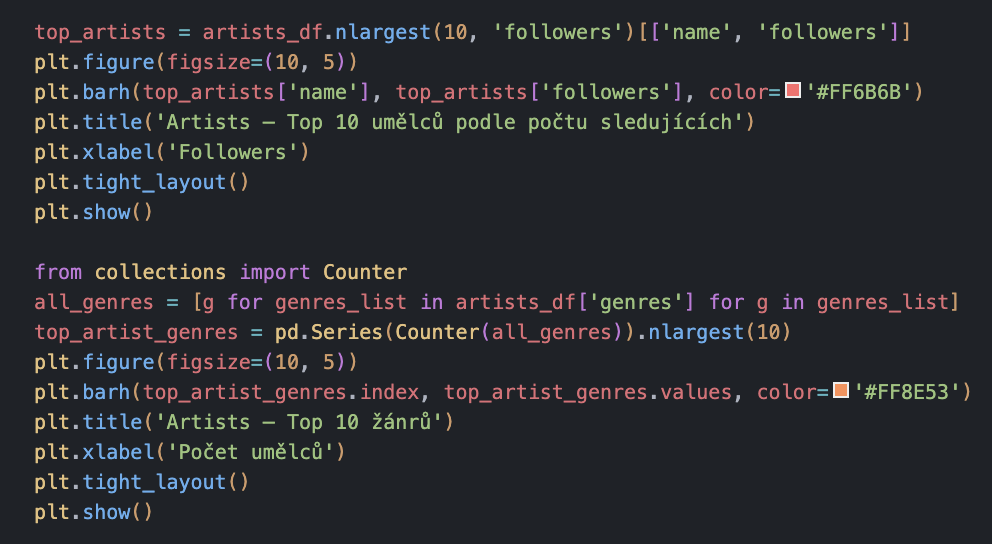 top_artists = artists_df.nlargest(10, 'followers')[['name', 'followers']]
plt.figure(figsize=(10, 5))
plt.barh(top_artists['name'], top_artists['followers'], color='#FF6B6B')
plt.title('Artists – Top 10 umělců podle počtu sledujících')
plt.xlabel('Followers')
plt.tight_layout()
plt.show()
from collections import Counter
all_genres = [g for genres_list in artists_df['genres'] for g in genres_list]
top_artist_genres = pd.Series(Counter(all_genres)).nlargest(10)
plt.figure(figsize=(10, 5))
plt.barh(top_artist_genres.index, top_artist_genres.values, color='#FF8E53')
plt.title('Artists – Top 10 žánrů')
plt.xlabel('Počet umělců')
plt.tight_layout()
plt.show()